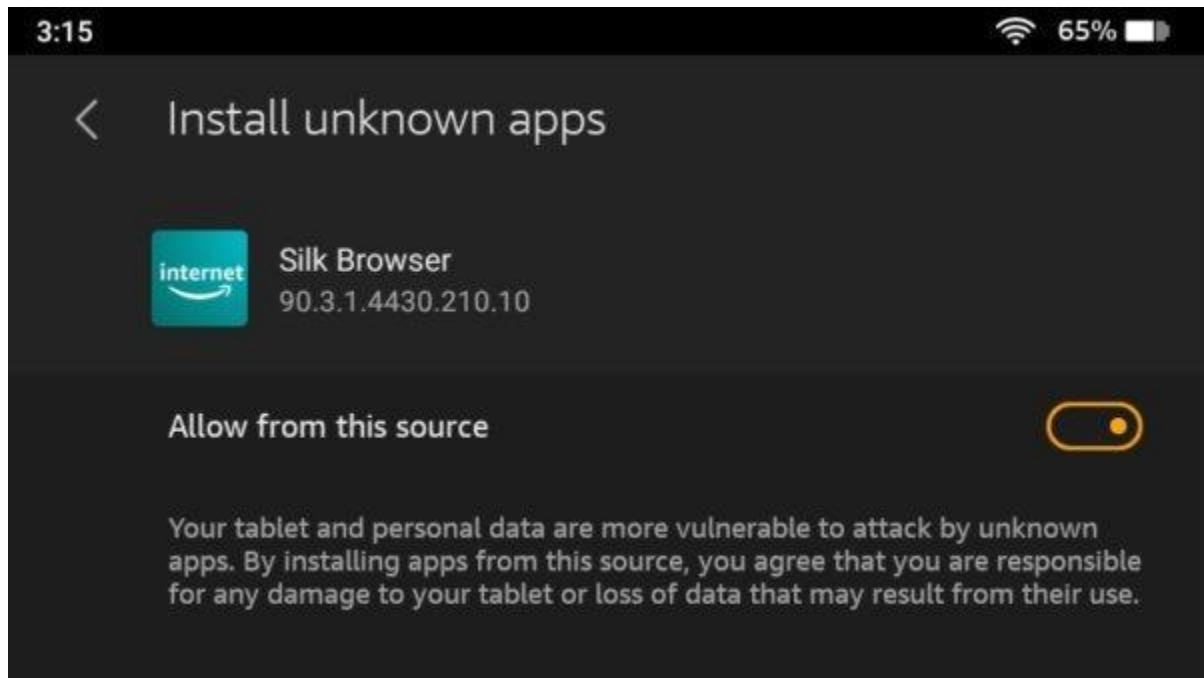 3:15
65%
Install unknown apps
internet
Silk Browser
90.3.1.4430.210.10
Allow from this source
Your tablet and personal data are more vulnerable to attack by unknown
apps. By installing apps from this source, you agree that you are responsible
for any damage to your tablet or loss of data that may result from their use.